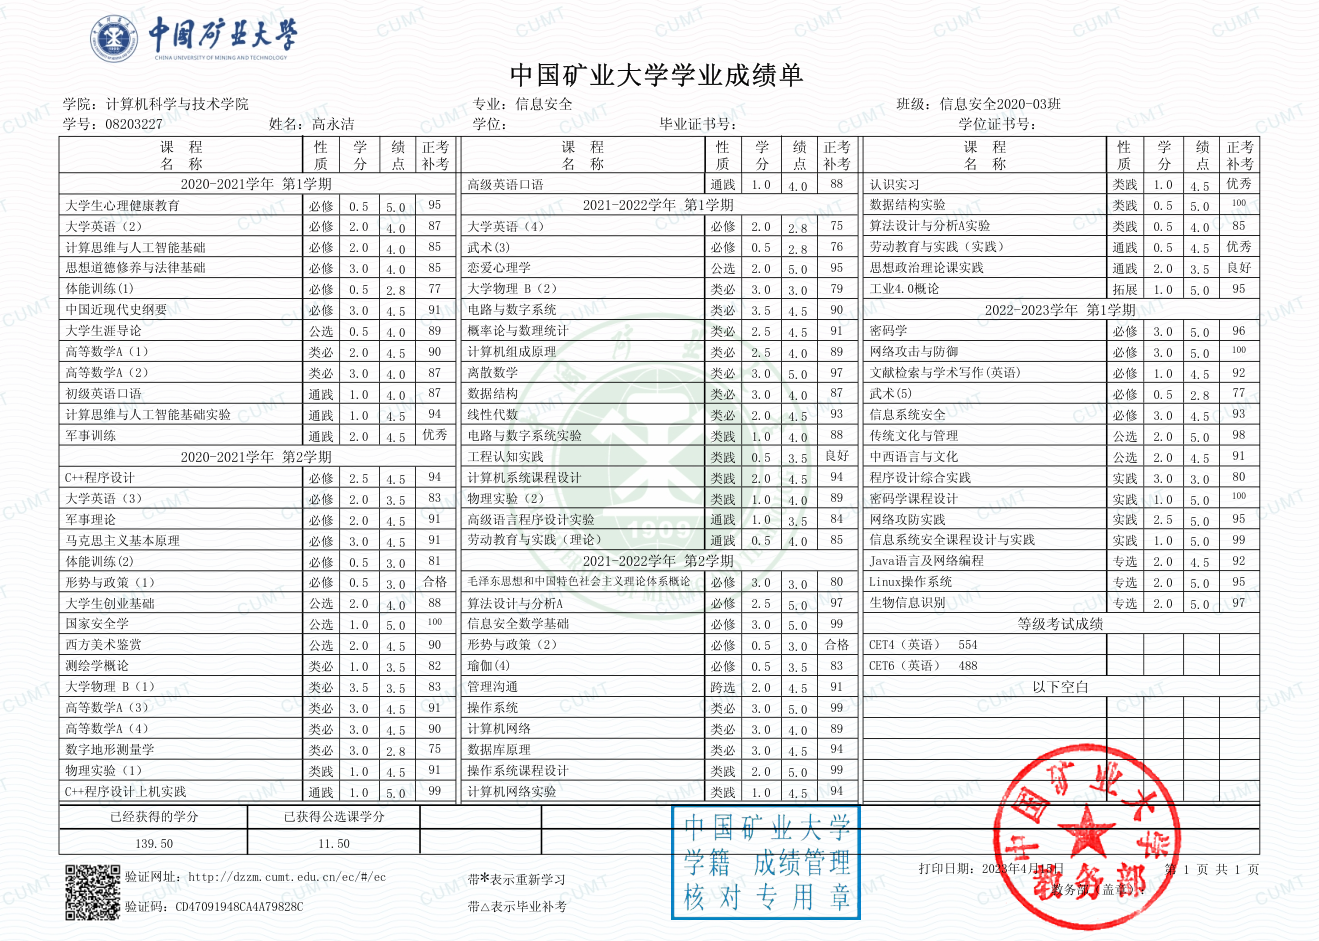 中国矿业大学
CHINA UNIVERSITY OF MINING AND TECHNOLOGY
中国矿业大学学业成绩单
学院：计算机科学与技术学院 专业：信息安全 班级：信息安全2020-03班
学号：08203227 姓名：高永洁 学位： 毕业证书号： 学位证书号：
课程名称 性质 学分 绩点 正考补考
2020-2021学年 第1学期
大学生心理健康教育 必修 0.5 5.0 95
大学英语（2） 必修 2.0 4.0 87
计算思维与人工智能基础 必修 2.0 4.0 85
思想道德修养与法律基础 必修 3.0 4.0 85
体能训练(1) 必修 0.5 2.8 77
中国近现代史纲要 必修 3.0 4.5 91
大学生涯导论 公选 0.5 4.0 89
高等数学A（1） 类必 2.0 4.5 90
高等数学A（2） 类必 3.0 4.0 87
初级英语口语 通践 1.0 4.0 87
计算思维与人工智能基础实验 通践 1.0 4.5 94
军事训练 通践 2.0 4.5 优秀
2020-2021学年 第2学期
C++程序设计 必修 2.5 4.5 94
大学英语（3） 必修 2.0 3.5 83
军事理论 必修 2.0 4.5 91
马克思主义基本原理 必修 3.0 4.5 91
体能训练(2) 必修 0.5 3.0 81
形势与政策（1） 必修 0.5 3.0 合格
大学生创业基础 公选 2.0 4.0 88
国家安全学 公选 1.0 5.0 100
西方美术鉴赏 公选 2.0 4.5 90
测绘学概论 类必 1.0 3.5 82
大学物理 B（1） 类必 3.5 3.5 83
高等数学A（3） 类必 3.0 4.5 91
高等数学A（4） 类必 3.0 4.5 90
数字地形测量学 类必 3.0 2.8 75
物理实验（1） 类践 1.0 4.5 91
C++程序设计上机实践 通践 1.0 5.0 99
课程名称 性质 学分 绩点 正考补考
高级英语口语 通践 1.0 4.0 88
2021-2022学年 第1学期
大学英语（4） 必修 2.0 2.8 75
武术(3) 必修 0.5 2.8 76
恋爱心理学 公选 2.0 5.0 95
大学物理 B（2） 类必 3.0 3.0 79
电路与数字系统 类必 3.5 4.5 90
概率论与数理统计 类必 2.5 4.5 91
计算机组成原理 类必 2.5 4.0 89
离散数学 类必 3.0 5.0 97
数据结构 类必 3.0 4.0 87
线性代数 类必 2.0 4.5 93
电路与数字系统实验 类践 1.0 4.0 88
工程认知实践 类践 0.5 3.5 良好
计算机系统课程设计 类践 2.0 4.5 94
物理实验（2） 类践 1.0 4.0 89
高级语言程序设计实验 通践 1.0 3.5 84
劳动教育与实践（理论） 通践 0.5 4.0 85
2021-2022学年 第2学期
毛泽东思想和中国特色社会主义理论体系概论 必修 3.0 3.0 80
算法设计与分析A 必修 2.5 5.0 97
信息安全数学基础 必修 3.0 5.0 99
形势与政策（2） 必修 0.5 3.0 合格
瑜伽(4) 必修 0.5 3.5 83
管理沟通 跨选 2.0 4.5 91
操作系统 类必 3.0 5.0 99
计算机网络 类必 3.0 4.0 89
数据库原理 类必 3.0 4.5 94
操作系统课程设计 类践 2.0 5.0 99
计算机网络实验 类践 1.0 4.5 94
课程名称 性质 学分 绩点 正考补考
认识实习 类践 1.0 4.5 优秀
数据结构实验 类践 0.5 5.0 100
算法设计与分析A实验 类践 0.5 4.0 85
劳动教育与实践（实践） 通践 0.5 4.5 优秀
思想政治理论课实践 通践 2.0 3.5 良好
工业4.0概论 拓展 1.0 5.0 95
2022-2023学年 第1学期
密码学 必修 3.0 5.0 96
网络攻击与防御 必修 3.0 5.0 100
文献检索与学术写作(英语) 必修 1.0 4.5 92
武术(5) 必修 0.5 2.8 77
信息系统安全 必修 3.0 4.5 93
传统文化与管理 公选 2.0 5.0 98
中西语言与文化 公选 2.0 4.5 91
程序设计综合实践 实践 3.0 3.0 80
密码学课程设计 实践 1.0 5.0 100
网络攻防实践 实践 2.5 5.0 95
信息系统安全课程设计与实践 实践 1.0 5.0 99
Java语言及网络编程 专选 2.0 4.5 92
Linux操作系统 专选 2.0 5.0 95
生物信息识别 专选 2.0 5.0 97
等级考试成绩
CET4（英语） 554
CET6（英语） 488
以下空白
已经获得的学分 已获得公选课学分
139.50 11.50
验证网址：http://dzzm.cumt.edu.cn/ec/#/ec
验证码：CD47091948CA4A79828C
带*表示重新学习
带△表示毕业补考
中国矿业大学
学籍 成绩管理
核对专用章
打印日期：2023年4月15日 第 1 页 共 1 页
教务部（盖章）：
中国矿业大学
教务部
1909